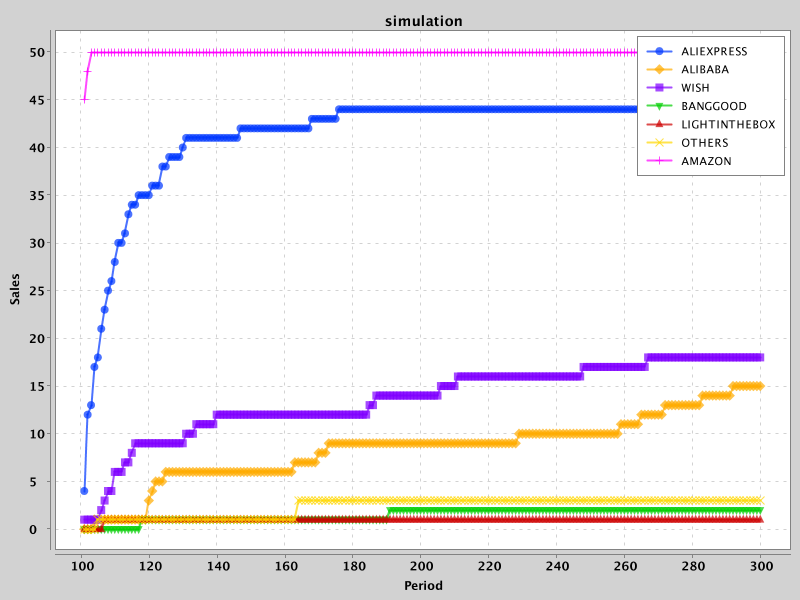 simulation
50
45
40
35
30
25
20
15
10
5
0
Sales
ALIEXPRESS
ALIBABA
WISH
BANGGOOD
LIGHTINTHEBOX
OTHERS
AMAZON
100 120 140 160 180 200 220 240 260 280 300
Period